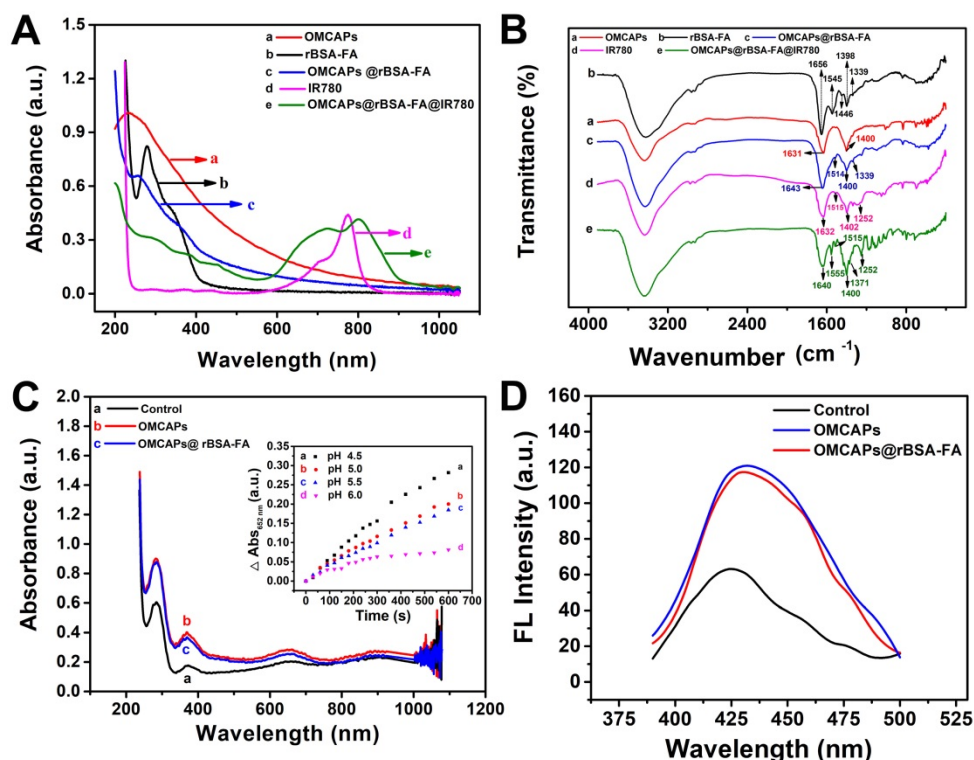 A
a OMCAPs
b rBSA-FA
c OMCAPs @rBSA-FA
d IR780
e OMCAPs@rBSA-FA@IR780
a
b
c
d
e
Absorbance (a.u.)
1.5
1.2
0.9
0.6
0.3
0.0
200 400 600 800 1000
Wavelength (nm)
B
a OMCAPs b rBSA-FA c OMCAPs@rBSA-FA
d IR780 e OMCAPs@rBSA-FA@IR780
Transmittance (%)
b
a
c
d
e
1656 1545 1446 1398 1339
1631 1400
1643 1514 1400 1339
1632 1515 1402 1252
1640 1555 1515 1400 1371 1252
4000 3200 2400 1600 800
Wavenumber (cm -1)
C
a Control
b OMCAPs
c OMCAPs@ rBSA-FA
b
c
a
Absorbance (a.u.)
2.0
1.8
1.6
1.4
1.2
1.0
0.8
0.6
0.4
0.2
0.0
200 400 600 800 1000 1200
Wavelength (nm)
△ Abs652 nm (a.u.)
0.35
0.30
0.25
0.20
0.15
0.10
0.05
0.00
a pH 4.5
b pH 5.0
c pH 5.5
d pH 6.0
a
b
c
d
0 100 200 300 400 500 600 700
Time (s)
D
Control
OMCAPs
OMCAPs@rBSA-FA
FL Intensity (a.u.)
160
140
120
100
80
60
40
20
0
375 400 425 450 475 500 525
Wavelength (nm)